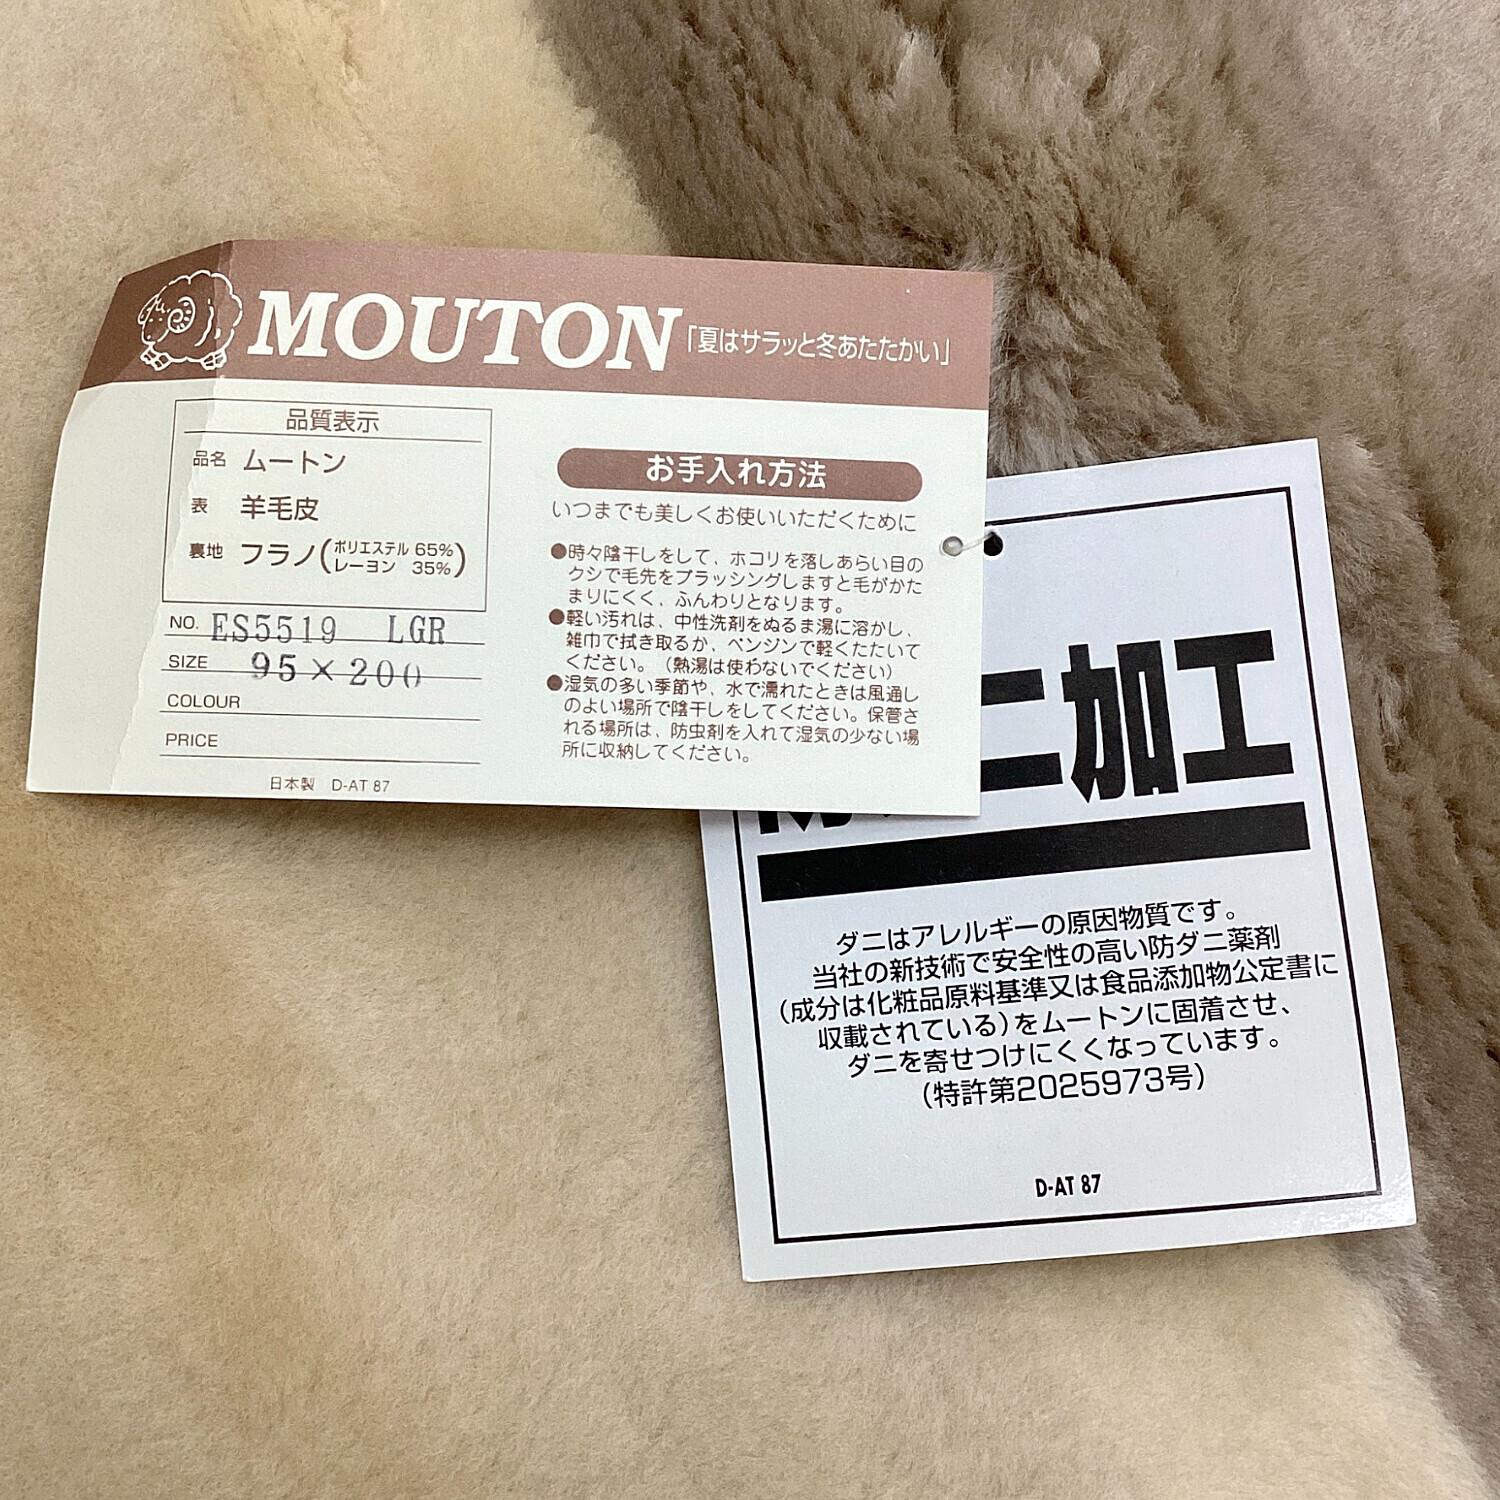 MOUTON「夏はサラッと冬あたたかい」
品質表示
品名 ムートン
表 羊毛皮
裏地 フラノ(ポリエステル 65%
レーヨン 35%)
NO. ES5519 LGR
SIZE 95×200
COLOUR
PRICE
日本製 D-AT 87
お手入れ方法
いつまでも美しくお使いいただくために
●時々陰干しをして、ホコリを落しあらい目の
クシで毛先をブラッシングしますと毛がかた
まりにくく、ふんわりとなります。
●軽い汚れは、中性洗剤をぬるま湯に溶かし、
雑巾で拭き取るか、ベンジンで軽くたたいて
ください。（熱湯は使わないでください）
●湿気の多い季節や、水で濡れたときは風通し
のよい場所で陰干しをしてください。保管さ
れる場所は、防虫剤を入れて湿気の少ない場
所に収納してください。
ニ加工
ダニはアレルギーの原因物質です。
当社の新技術で安全性の高い防ダニ薬剤
(成分は化粧品原料基準又は食品添加物公定書に
収載されている)をムートンに固着させ、
ダニを寄せつけにくくなっています。
(特許第2025973号)
D-AT 87